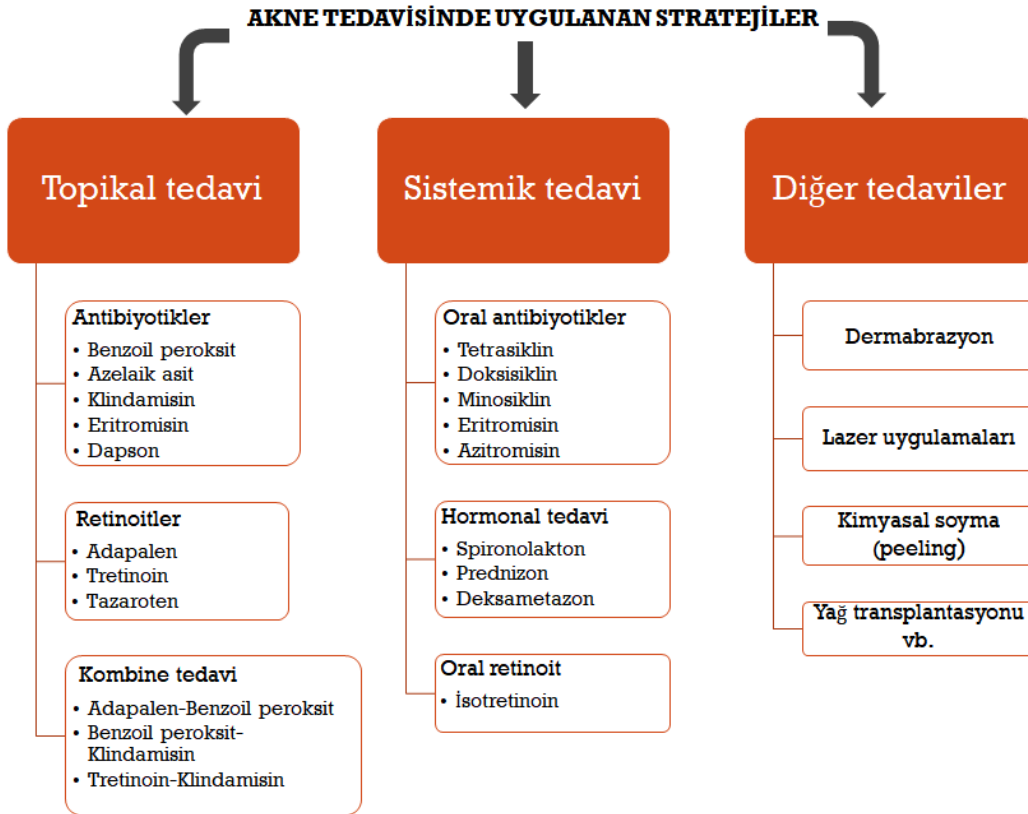 AKNE TEDAVİSİNDE UYGULANAN STRATEJİLER
Topikal tedavi
Antibiyotikler
• Benzoil peroksit
• Azelaik asit
• Klindamisin
• Eritromisin
• Dapson
Retinoitler
• Adapalen
• Tretinoin
• Tazaroten
Kombine tedavi
• Adapalen-Benzoil peroksit
• Benzoil peroksit-
Klindamisin
• Tretinoin-Klindamisin
Sistemik tedavi
Oral antibiyotikler
• Tetrasiklin
• Doksisiklin
• Minosiklin
• Eritromisin
• Azitromisin
Hormonal tedavi
• Spironolakton
• Prednizon
• Deksametazon
Oral retinoit
• İsotretinoin
Diğer tedaviler
Dermabrazyon
Lazer uygulamaları
Kimyasal soyma
(peeling)
Yağ transplantasyonu
vb.